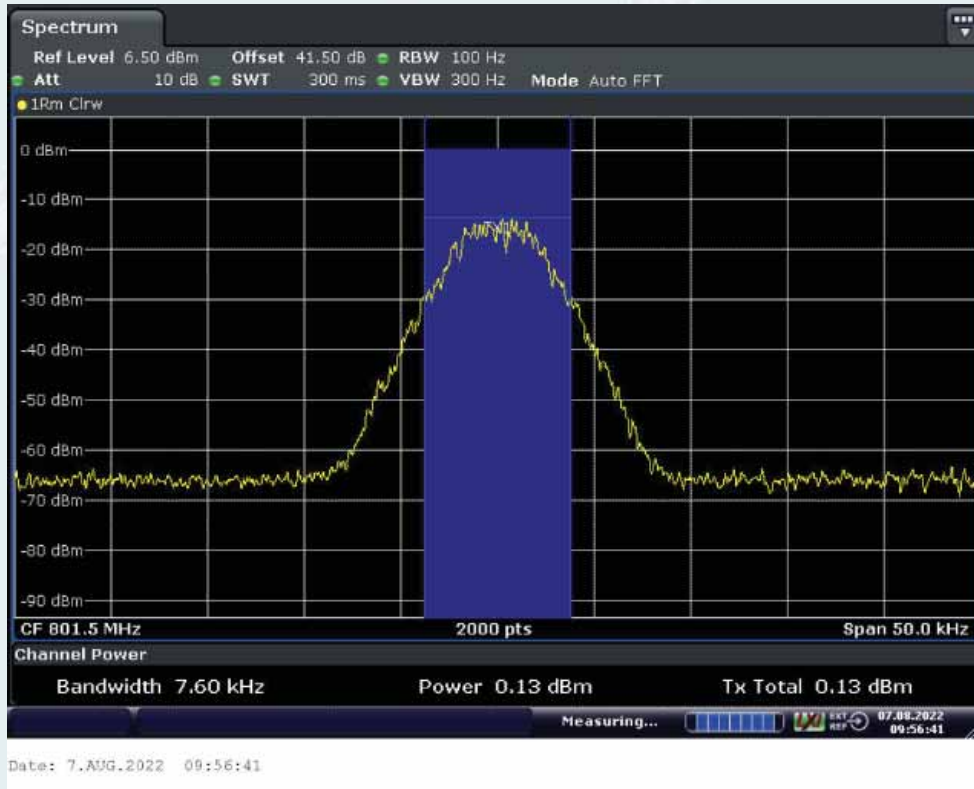 Spectrum
Ref Level 6.50 dBm Offset 41.50 dB RBW 100 Hz
Att 10 dB SWT 300 ms VBW 300 Hz Mode Auto FFT
1Rm Clrw
0 dBm
-10 dBm
-20 dBm
-30 dBm
-40 dBm
-50 dBm
-60 dBm
-70 dBm
-80 dBm
-90 dBm
CF 801.5 MHz 2000 pts Span 50.0 kHz
Channel Power
Bandwidth 7.60 kHz Power 0.13 dBm Tx Total 0.13 dBm
Measuring... LXI EXT REF 07.08.2022
09:56:41
Date: 7.AUG.2022 09:56:41